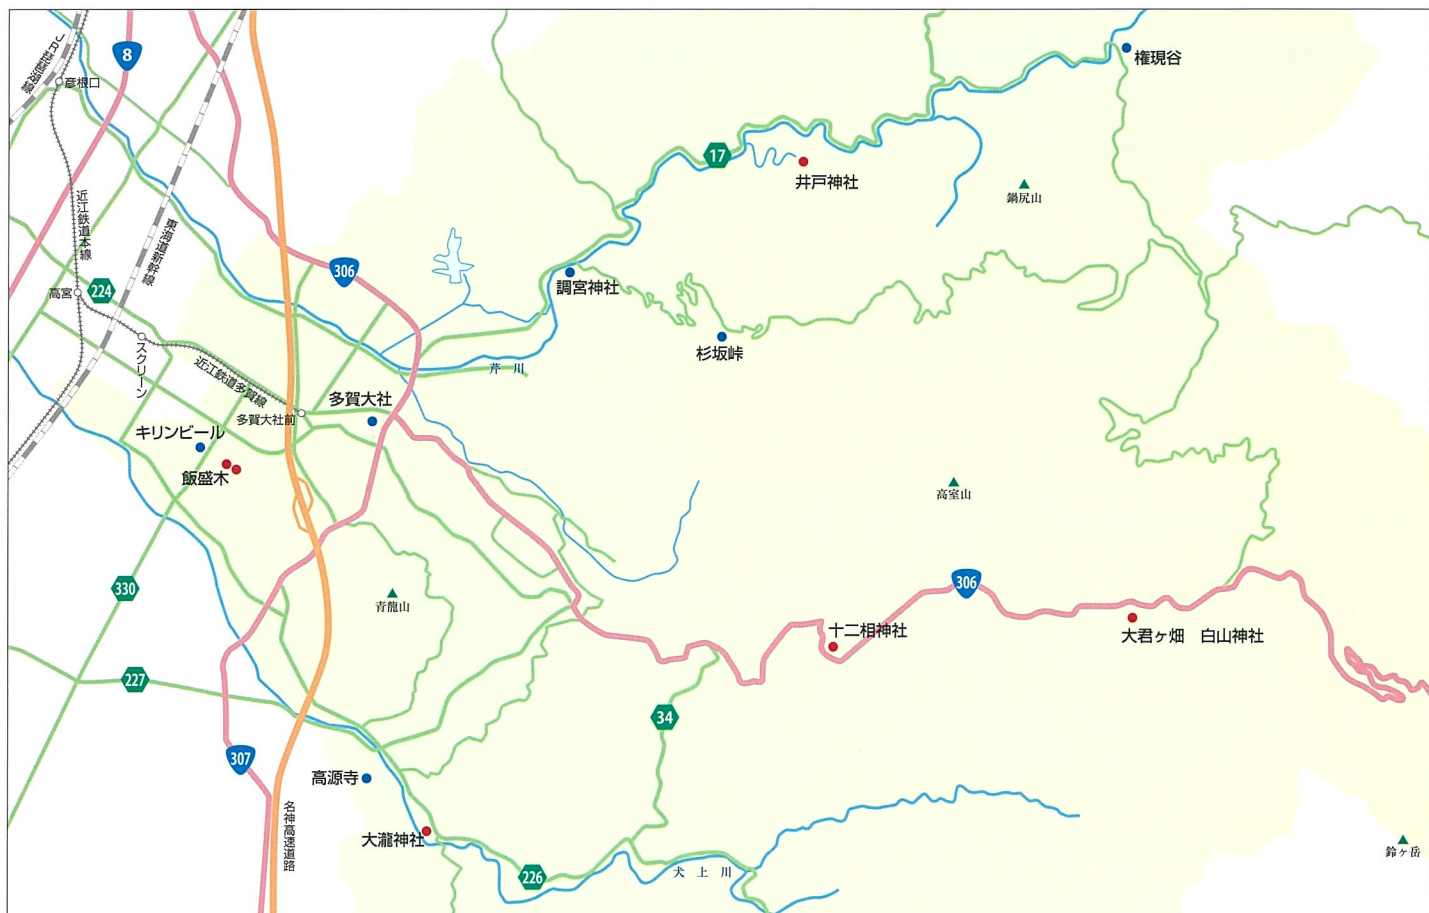 JR琵琶湖線
8
彦根口
権現谷
17
井戸神社
鍋尻山
近江鉄道本線
東海道新幹線
306
調宮神社
高宮
224
杉坂峠
スクリーン
芹川
近江鉄道多賀線
多賀大社前
多賀大社
キリンビール
飯盛木
高室山
330
青龍山
306
十二相神社
大君ヶ畑 白山神社
227
34
307
高源寺
名神高速道路
大瀧神社
226
犬上川
鈴ヶ岳